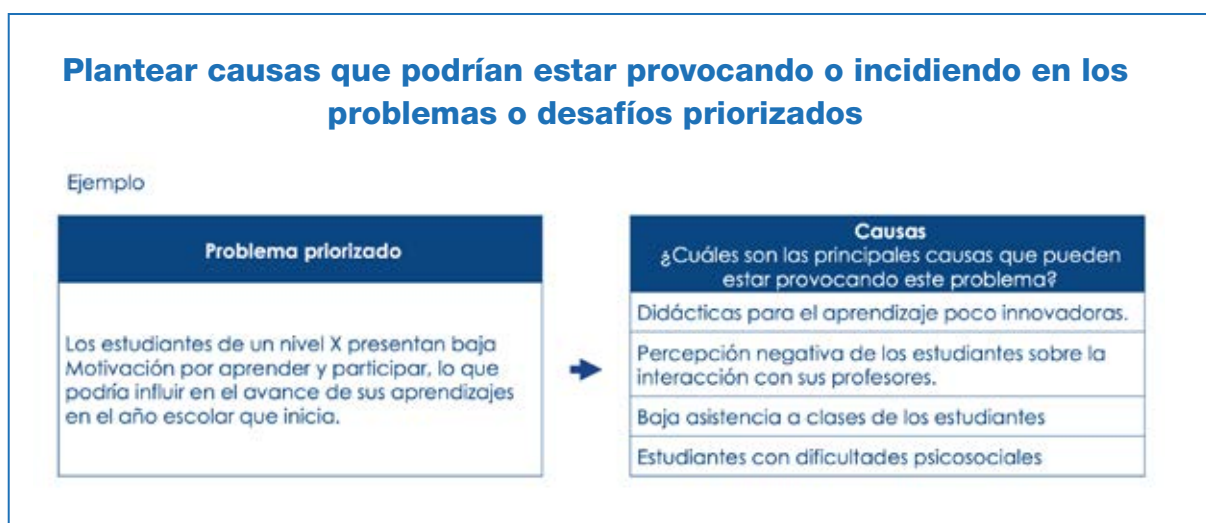 Plantear causas que podrían estar provocando o incidiendo en los
problemas o desafíos priorizados
Ejemplo
Problema priorizado
Los estudiantes de un nivel X presentan baja
Motivación por aprender y participar, lo que
podría influir en el avance de sus aprendizajes
en el año escolar que inicia.
Causas
¿Cuáles son las principales causas que pueden
estar provocando este problema?
Didácticas para el aprendizaje poco innovadoras.
Percepción negativa de los estudiantes sobre la
interacción con sus profesores.
Baja asistencia a clases de los estudiantes
Estudiantes con dificultades psicosociales